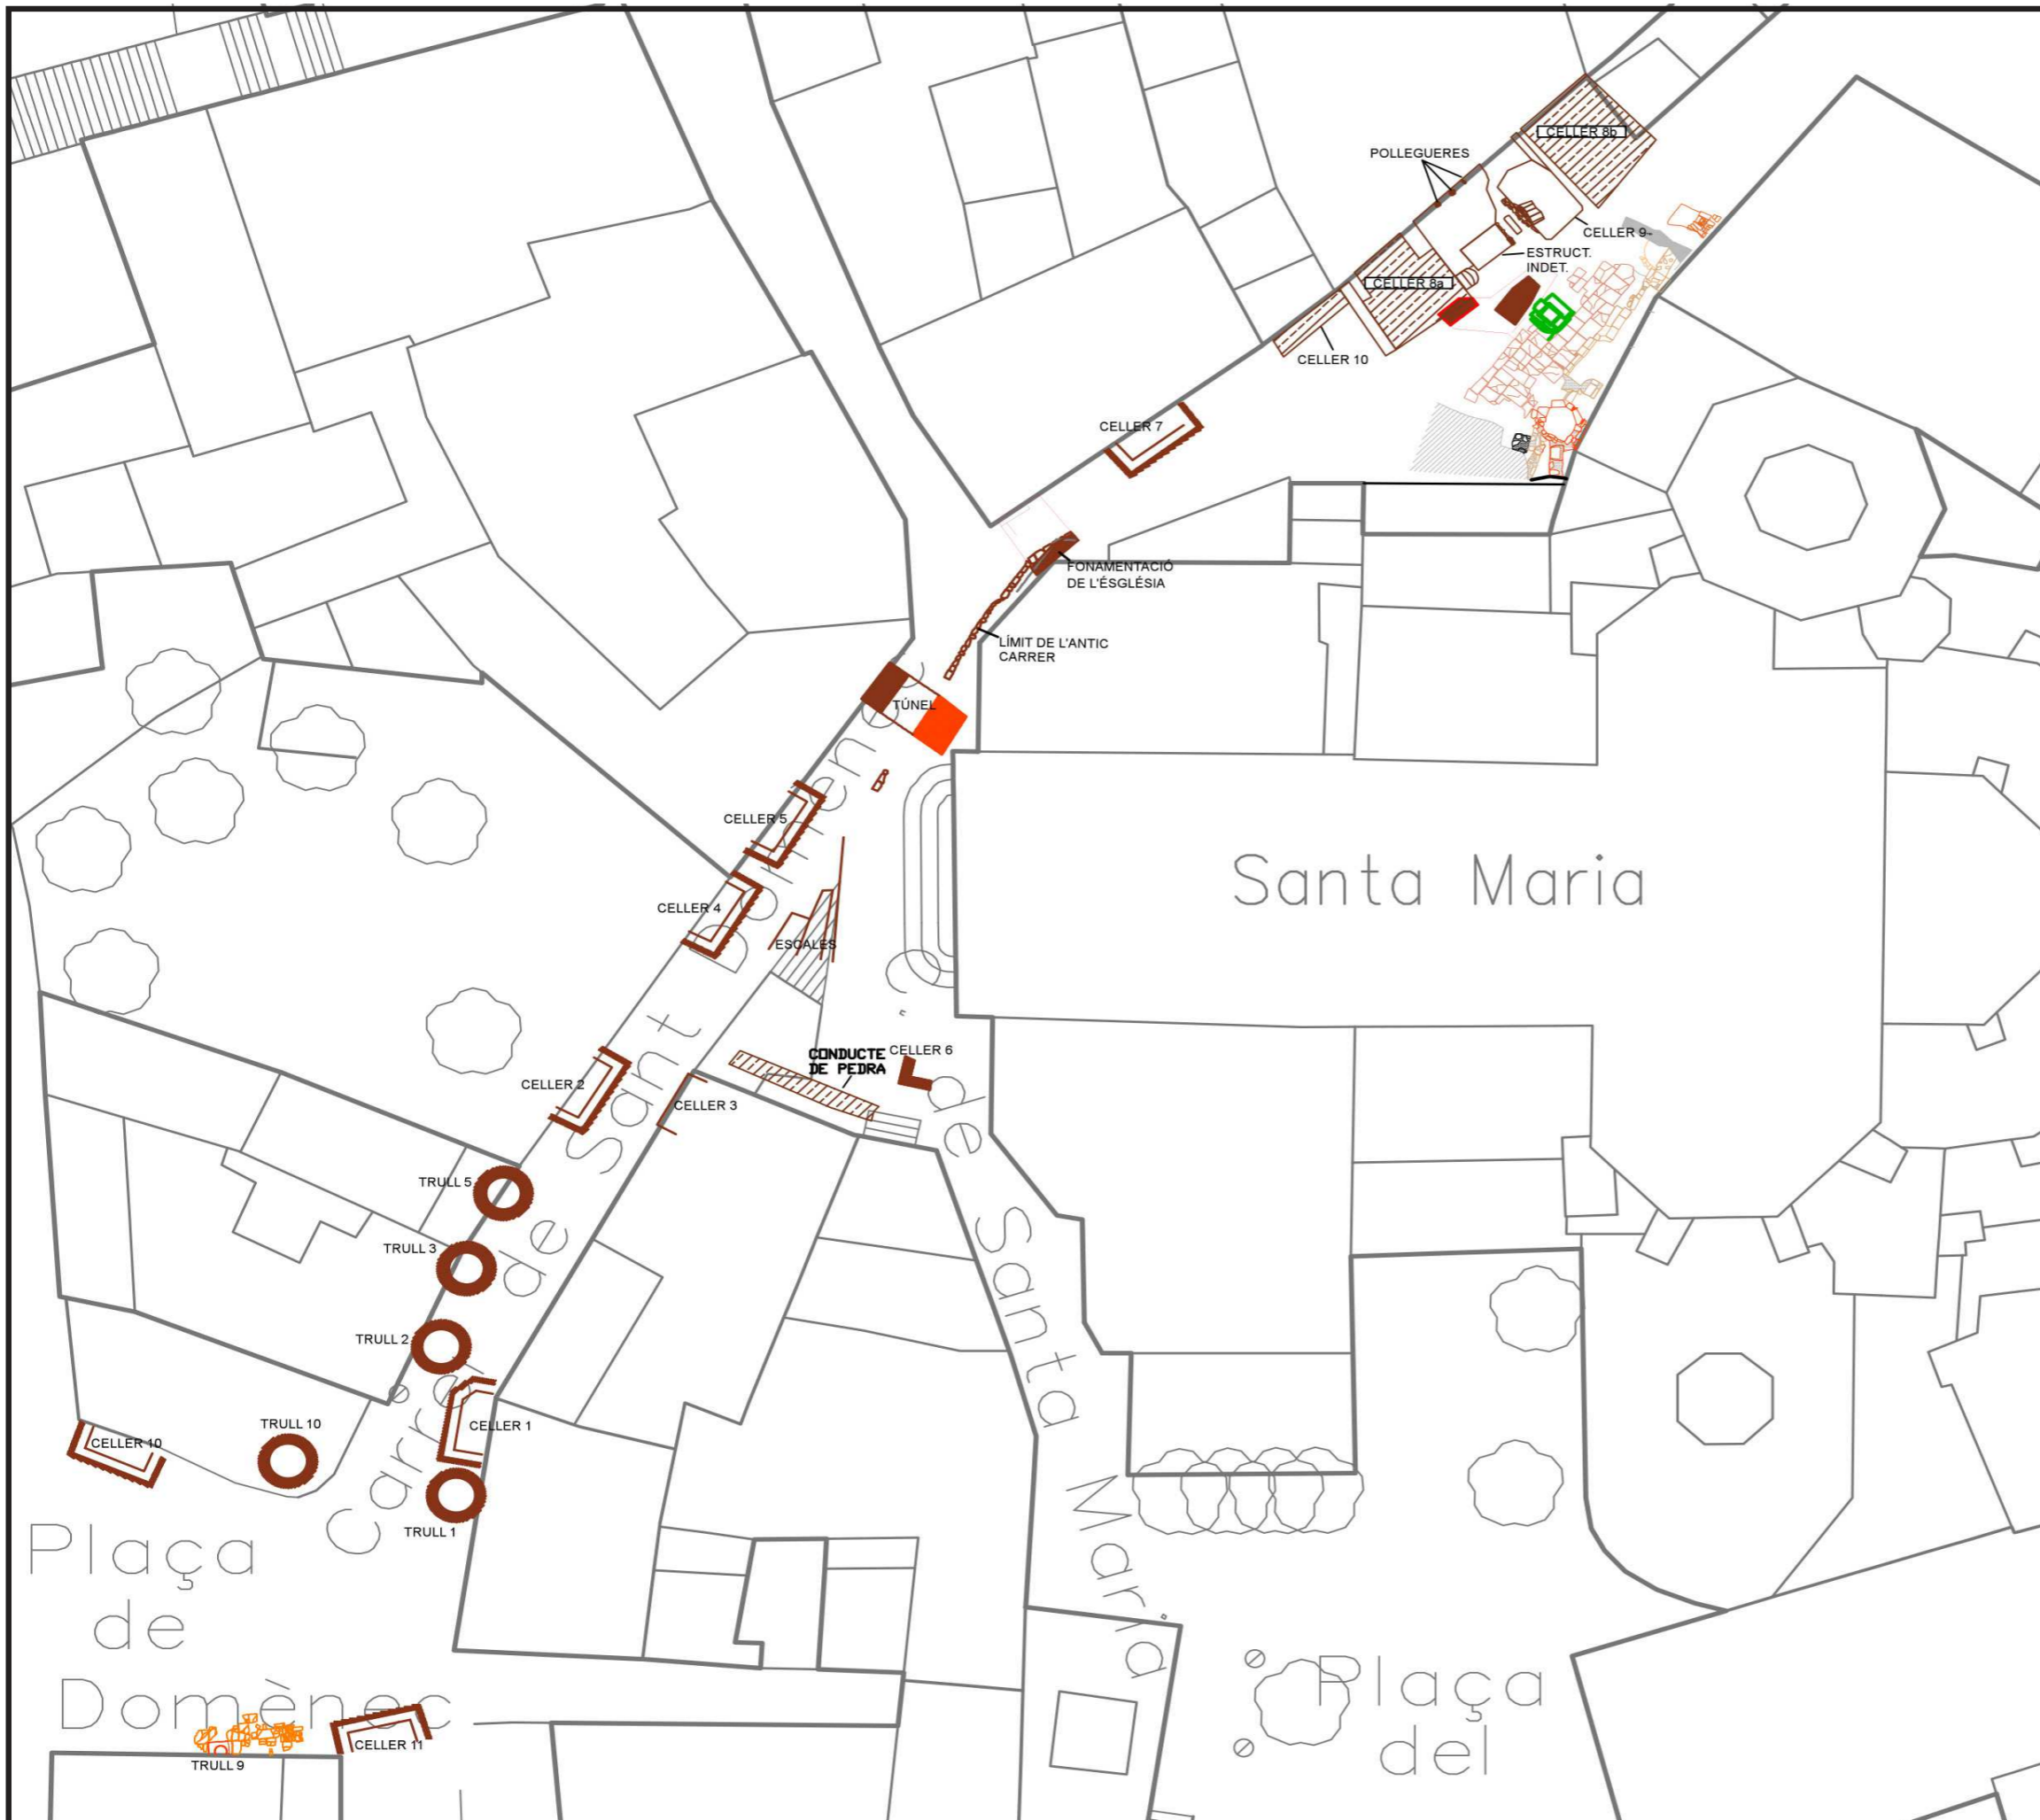 CELLER 8b
POLLEGUERES
CELLER 9
ESTRUCT.
INDET.
CELLER 8a
CELLER 10
CELLER 7
FONAMENTACIÓ
DE L'ÉSGLÉSIA
LÍMIT DE L'ANTIC
CARRER
TÚNEL
CELLER 5
Santa Maria
CELLER 4
ESCALES
CONDUCTE
DE PEDRA
CELLER 6
CELLER 2
CELLER 3
TRULL 5
TRULL 3
TRULL 2
CELLER 1
TRULL 10
CELLER 10
TRULL 1
Carrer de Sant Bartomeu
C. de Santa Maria
Plaça
de
Domènec
CELLER 11
TRULL 9
Plaça
del